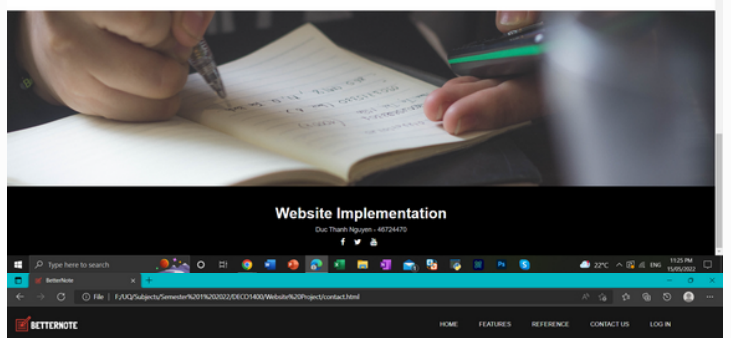 Website Implementation
Duc Thanh Nguyen - 46724470
Type here to search
22°C
ENG
11:25 PM
15/05/2022
BetterNote
File | F:/UQ/Subjects/Semester%201%202022/DECO1400/Website%20Project/contact.html
BETTERNOTE
HOME FEATURES REFERENCE CONTACT US LOG IN